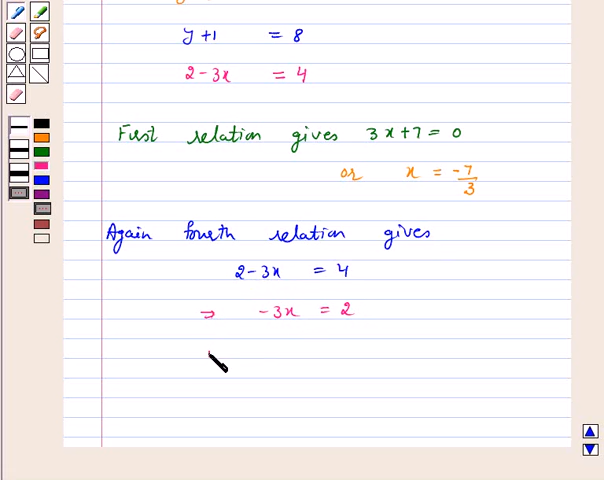 y+1 = 8
2-3x = 4
First relation gives 3x+7=0
or x = -7/3
Again fourth relation gives
2-3x = 4
⇒ -3x = 2